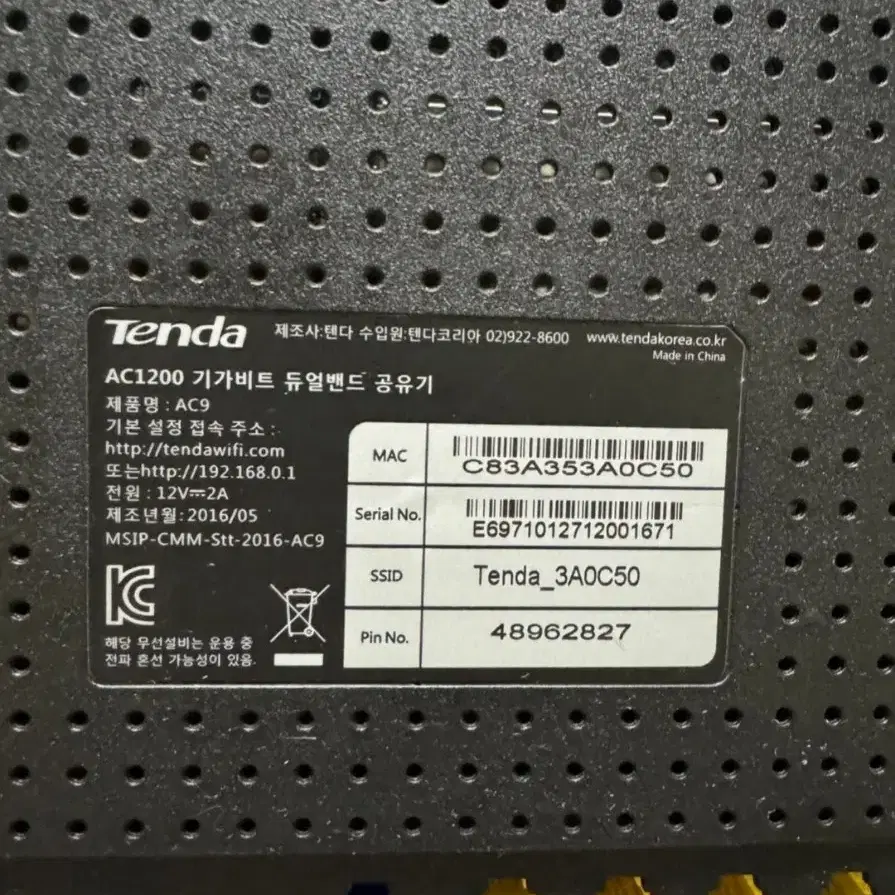 Tenda 제조사:텐다 수입원:텐다코리아 02)922-8600 www.tendakorea.co.kr
Made in China
AC1200 기가비트 듀얼밴드 공유기
제품명 : AC9
기본 설정 접속 주소 :
http://tendawifi.com
또는http://192.168.0.1
전원 : 12V⎓2A
제조년월: 2016/05
MSIP-CMM-Stt-2016-AC9
해당 무선설비는 운용 중
전파 혼선 가능성이 있음.
MAC C83A353A0C50
Serial No. E6971012712001671
SSID Tenda_3A0C50
Pin No. 48962827